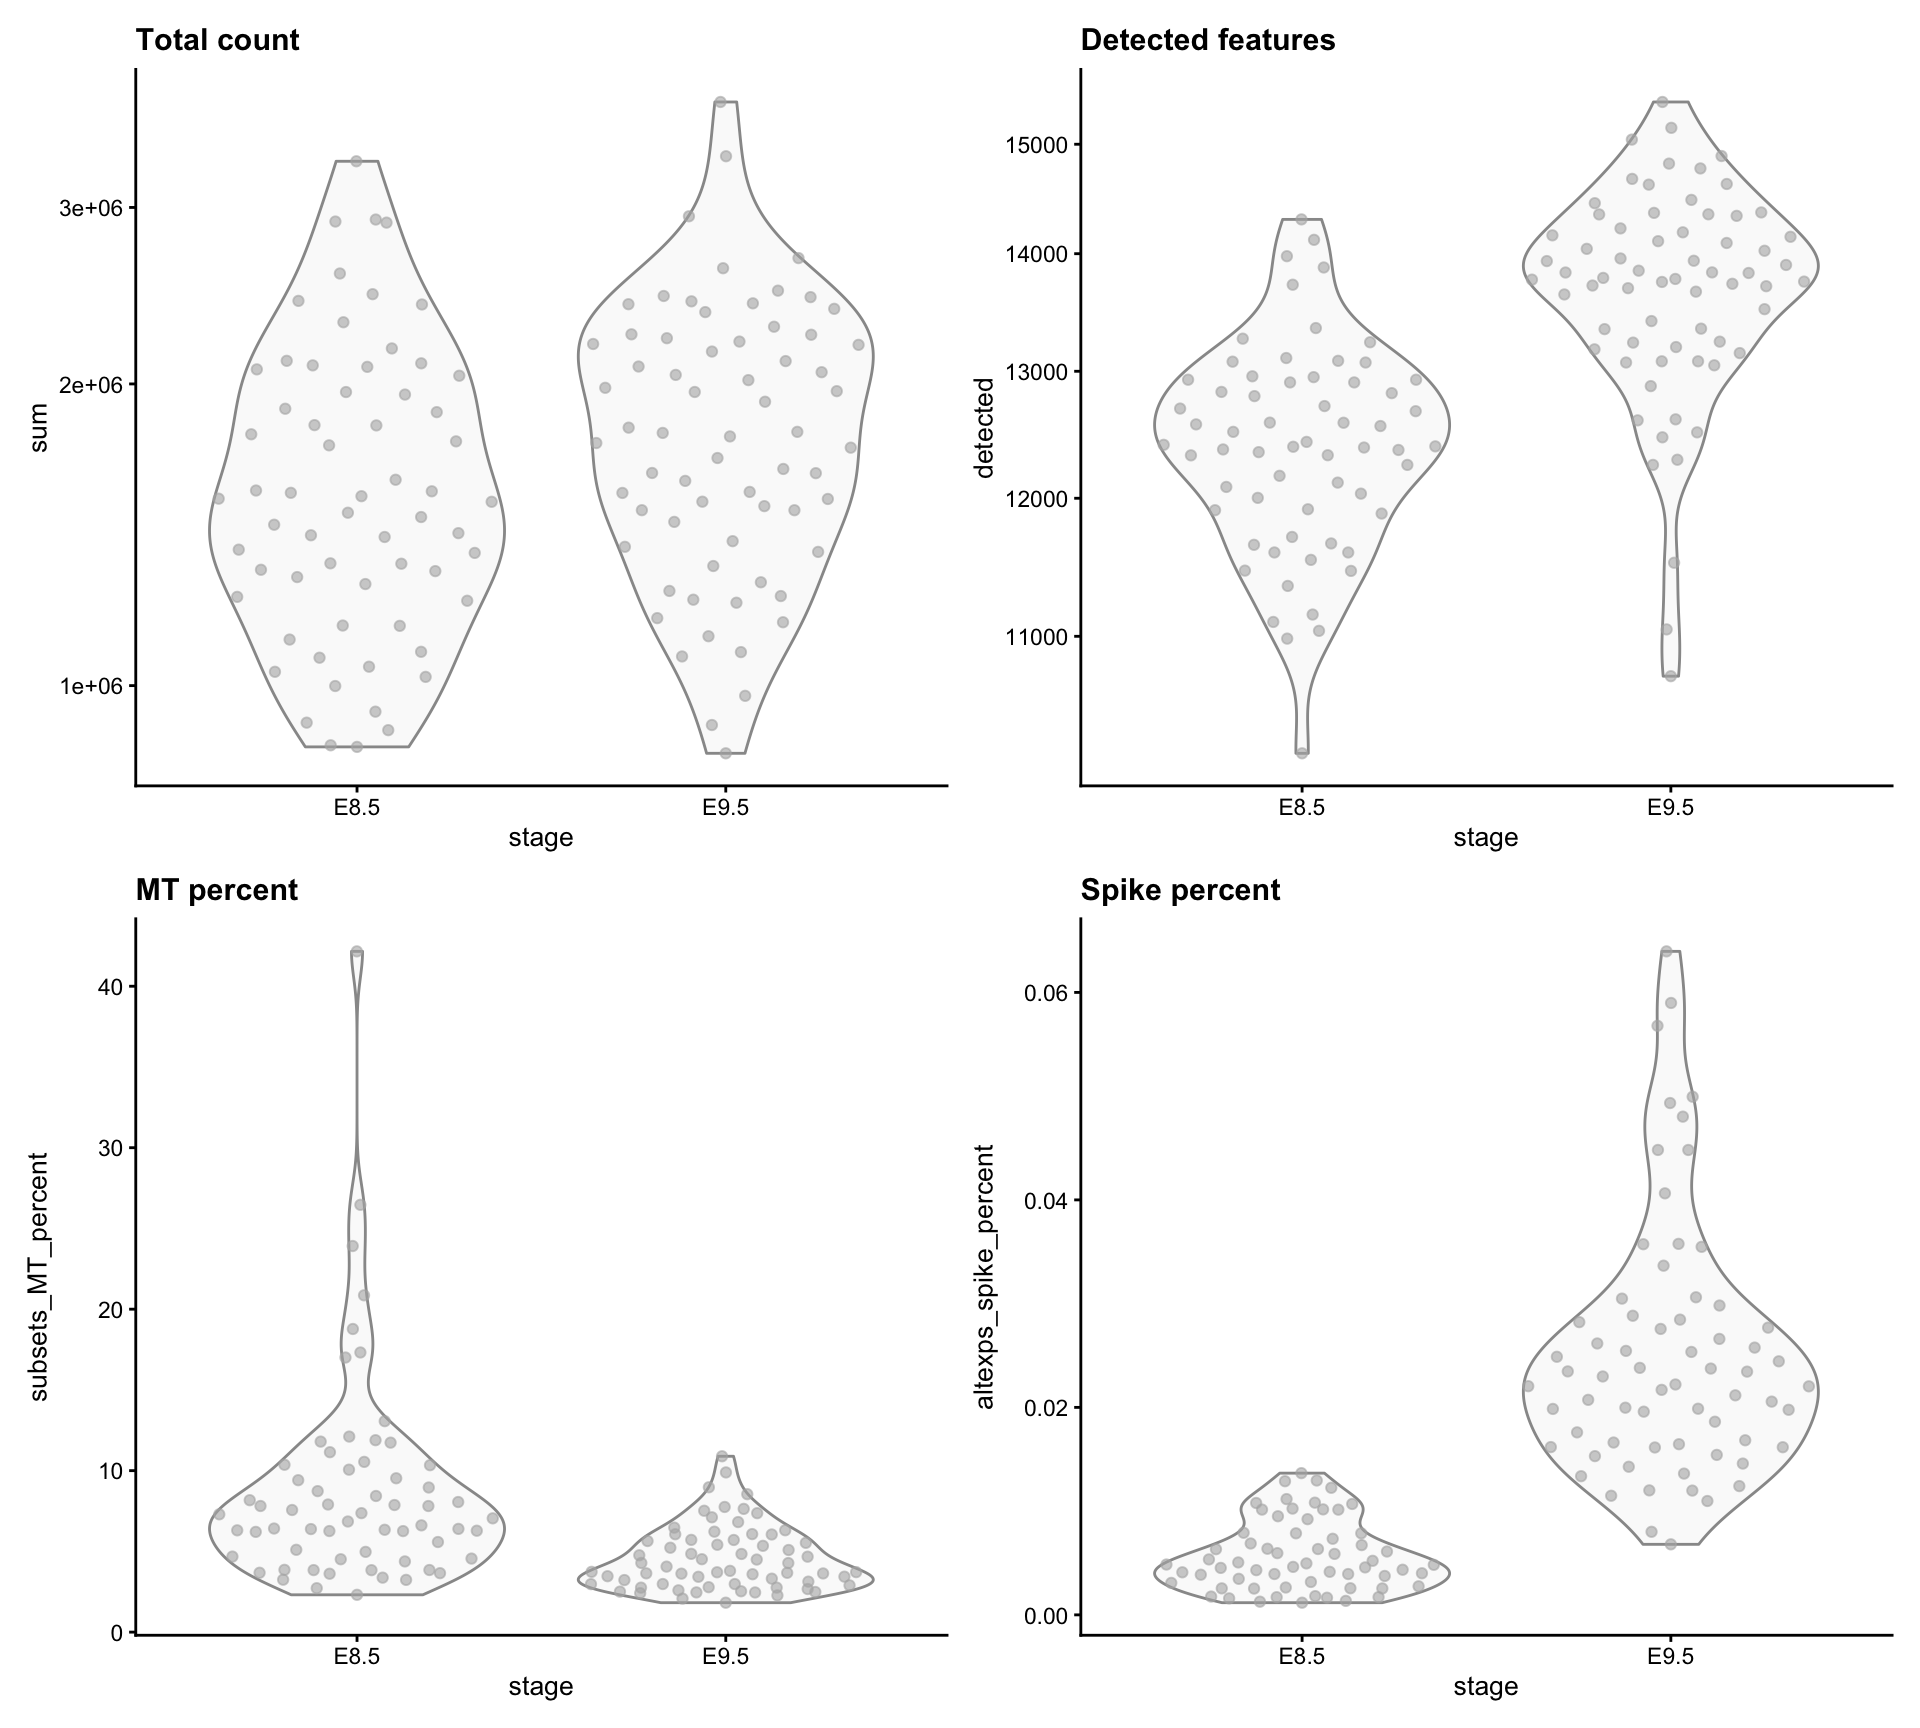 Total count
sum
3e+06
2e+06
1e+06
E8.5 E9.5
stage
Detected features
detected
15000
14000
13000
12000
11000
E8.5 E9.5
stage
MT percent
subsets_MT_percent
40
30
20
10
0
E8.5 E9.5
stage
Spike percent
altexps_spike_percent
0.06
0.04
0.02
0.00
E8.5 E9.5
stage